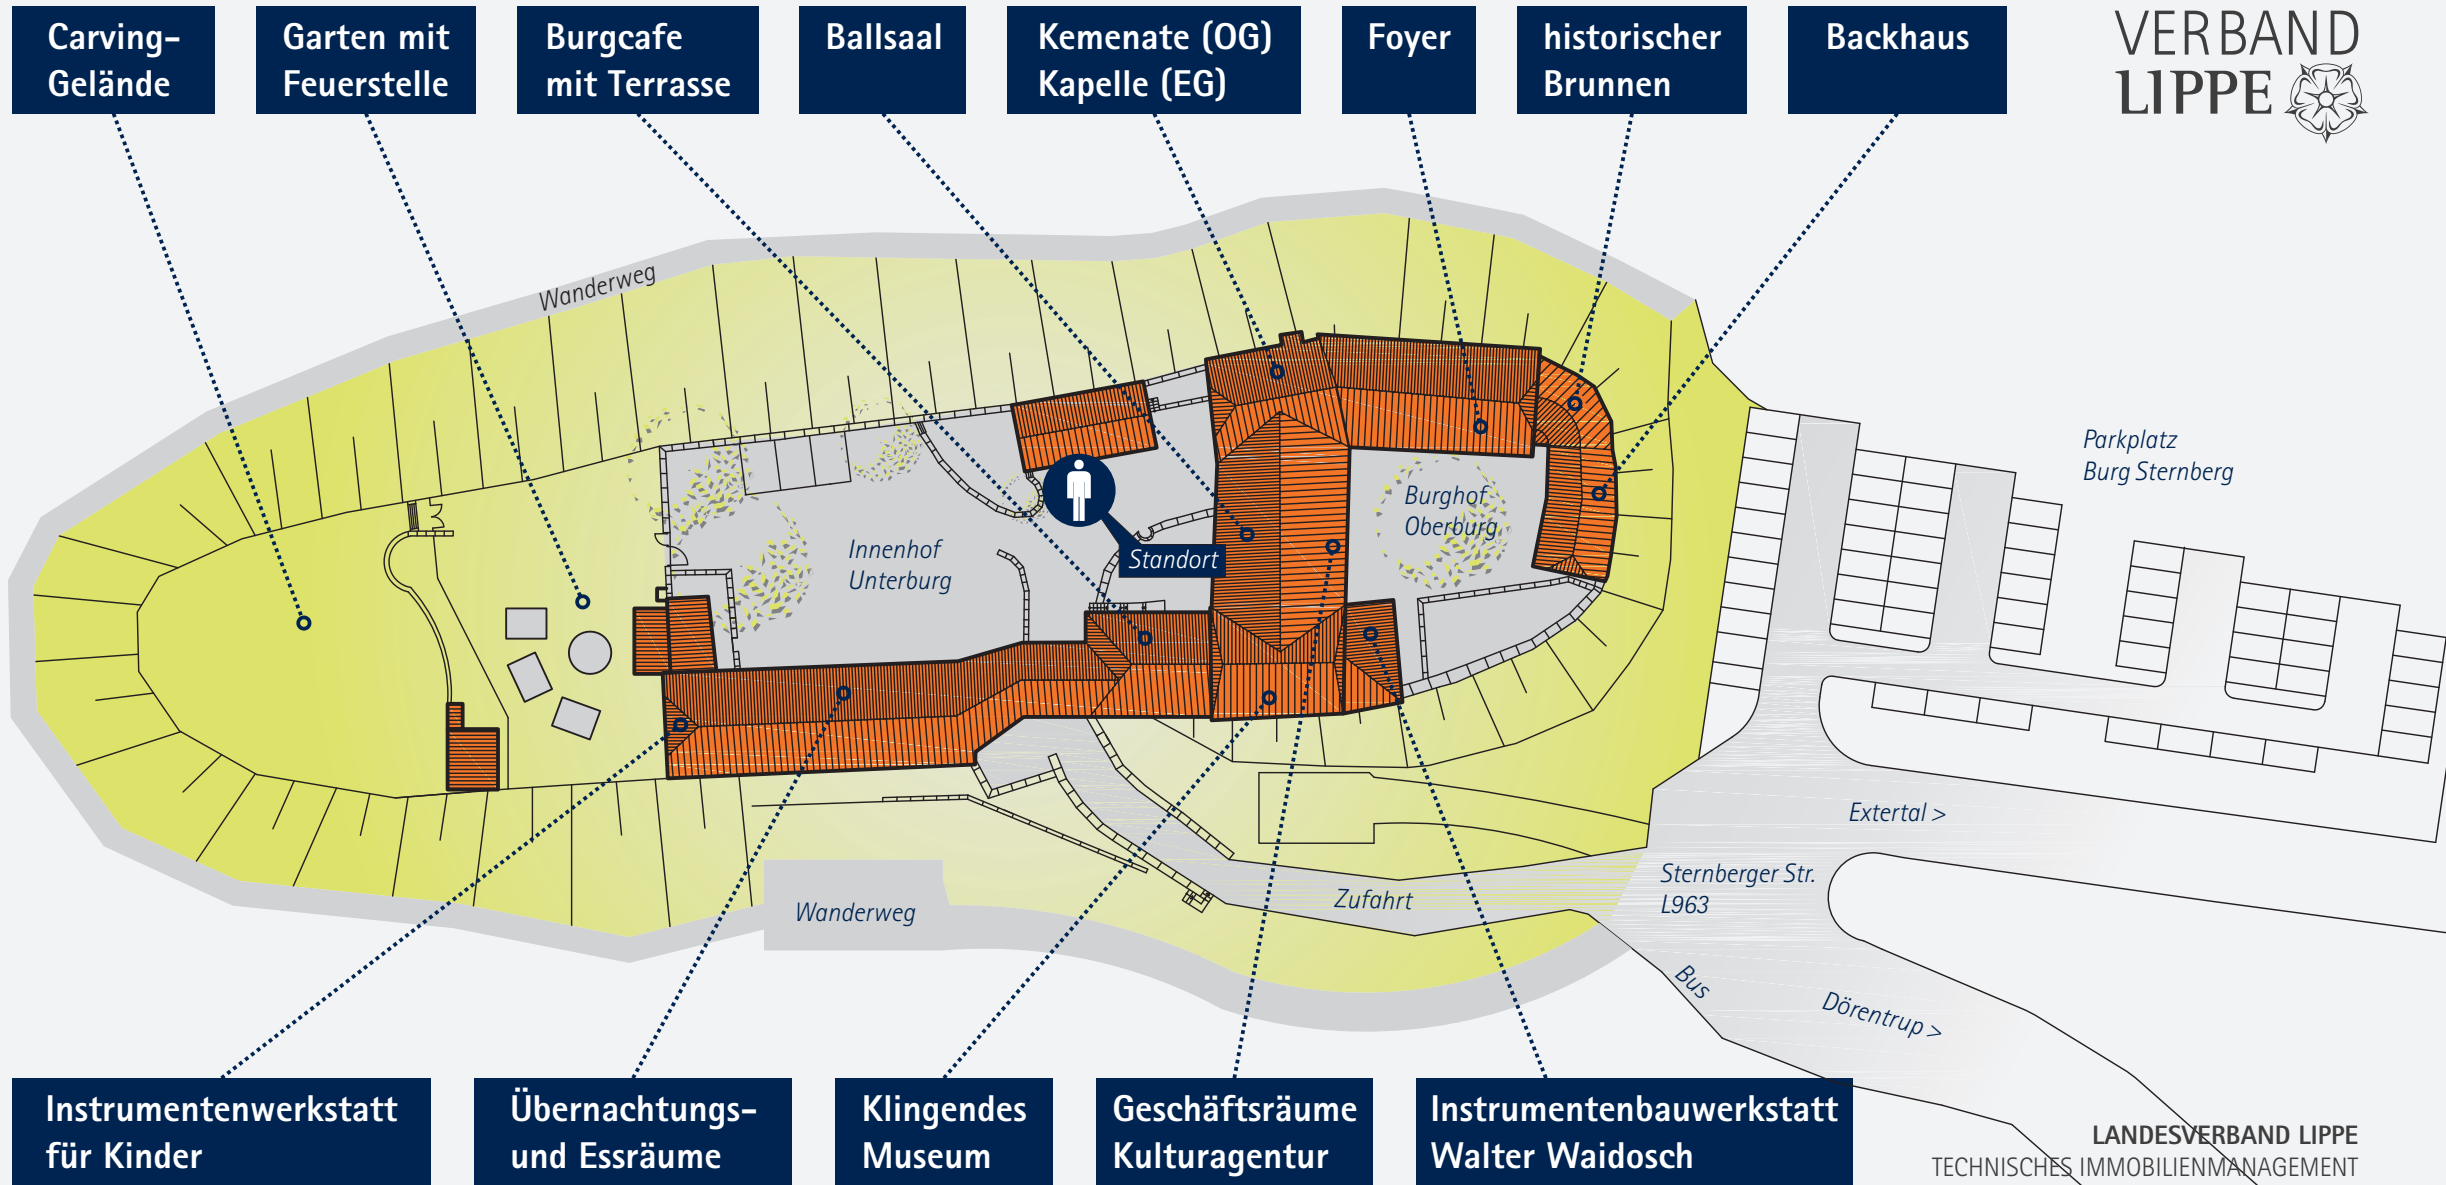 Carving-
Gelände
Garten mit
Feuerstelle
Burgcafe
mit Terrasse
Ballsaal
Kemenate (OG)
Kapelle (EG)
Foyer
historischer
Brunnen
Backhaus
VERBAND
LIPPE
Wanderweg
Parkplatz
Burg Sternberg
Burghof
Oberburg
Innenhof
Unterburg
Standort
Extertal >
Sternberger Str.
L963
Zufahrt
Wanderweg
Bus
Dörentrup >
Instrumentenwerkstatt
für Kinder
Übernachtungs-
und Essräume
Klingendes
Museum
Geschäftsräume
Kulturagentur
Instrumentenbauwerkstatt
Walter Waidosch
LANDESVERBAND LIPPE
TECHNISCHES IMMOBILIENMANAGEMENT